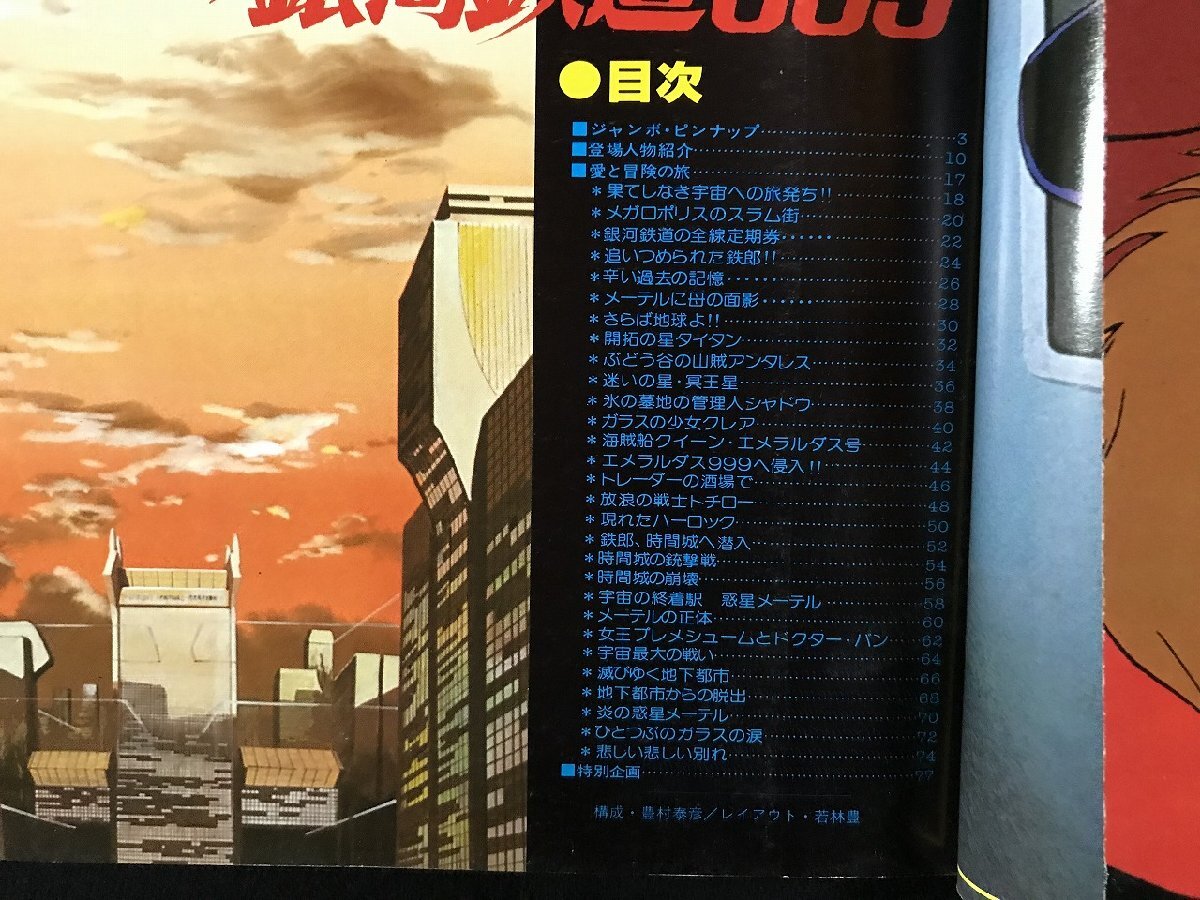 銀河鉄道999
●目次
■ジャンボ・ピンナップ……………3
■登場人物紹介……………10
■愛と冒険の旅……………17
＊果てしなき宇宙への旅発ち!!……………18
＊メガロポリスのスラム街……………20
＊銀河鉄道の全線定期券……………22
＊追いつめられた鉄郎!!……………24
＊辛い過去の記憶……………26
＊メーテルに母の面影……………28
＊さらば地球よ!!……………30
＊開拓の星タイタン……………32
＊ぶどう谷の山賊アンタレス……………34
＊迷いの星・冥王星……………36
＊氷の墓地の管理人シャドウ……………38
＊ガラスの少女クレア……………40
＊海賊船クイーン・エメラルダス号……………42
＊エメラルダス999へ侵入!!……………44
＊トレーダーの酒場で……………46
＊放浪の戦士トチロー……………48
＊現れたハーロック……………50
＊鉄郎、時間城へ潜入……………52
＊時間城の銃撃戦……………54
＊時間城の崩壊……………56
＊宇宙の終着駅　惑星メーテル……………58
＊メーテルの正体……………60
＊女王プレメシュームとドクター・バン……………62
＊宇宙最大の戦い……………64
＊滅びゆく地下都市……………66
＊地下都市からの脱出……………68
＊炎の惑星メーテル……………70
＊ひとつぶのガラスの涙……………72
＊悲しい悲しい別れ……………74
■特別企画……………77
構成・豊村泰彦／レイアウト・若林豊